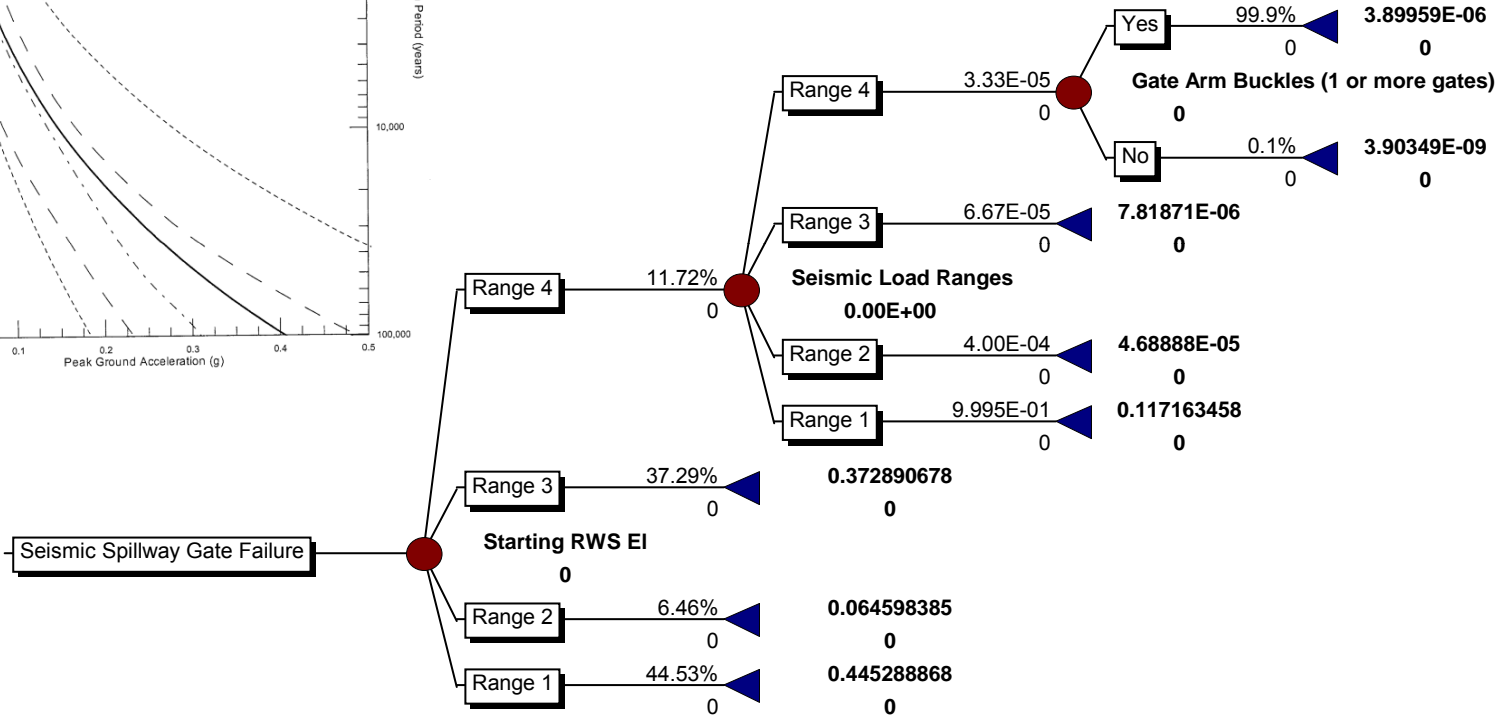 Period (years)
10,000
100,000
0.1 0.2 0.3 0.4 0.5
Peak Ground Acceleration (g)
Yes 99.9% 3.89959E-06
0 0
Range 4 3.33E-05 Gate Arm Buckles (1 or more gates)
0 0
No 0.1% 3.90349E-09
0 0
Range 3 6.67E-05 7.81871E-06
0 0
Range 4 11.72% Seismic Load Ranges
0 0.00E+00
Range 2 4.00E-04 4.68888E-05
0 0
Range 1 9.995E-01 0.117163458
0 0
Range 3 37.29% 0.372890678
0 0
Seismic Spillway Gate Failure Starting RWS El
0
Range 2 6.46% 0.064598385
0 0
Range 1 44.53% 0.445288868
0 0